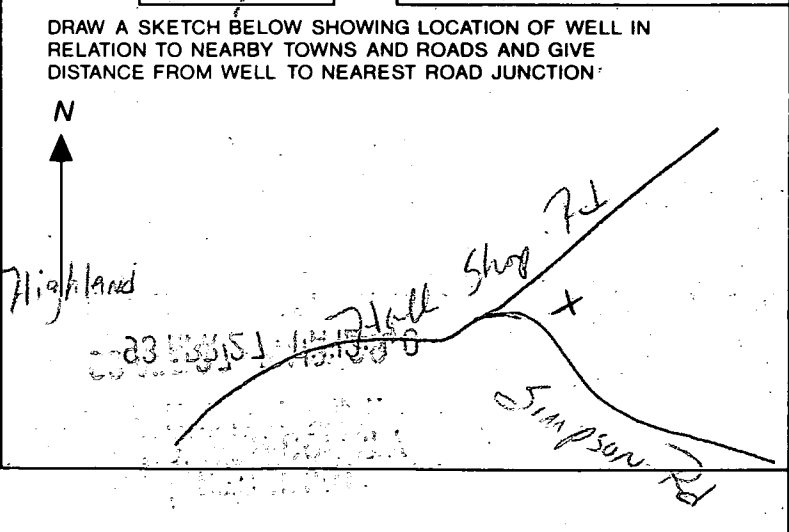 DRAW A SKETCH BELOW SHOWING LOCATION OF WELL IN
RELATION TO NEARBY TOWNS AND ROADS AND GIVE
DISTANCE FROM WELL TO NEAREST ROAD JUNCTION
N
Highland
Hall Shop Rd
X
Simpson Rd